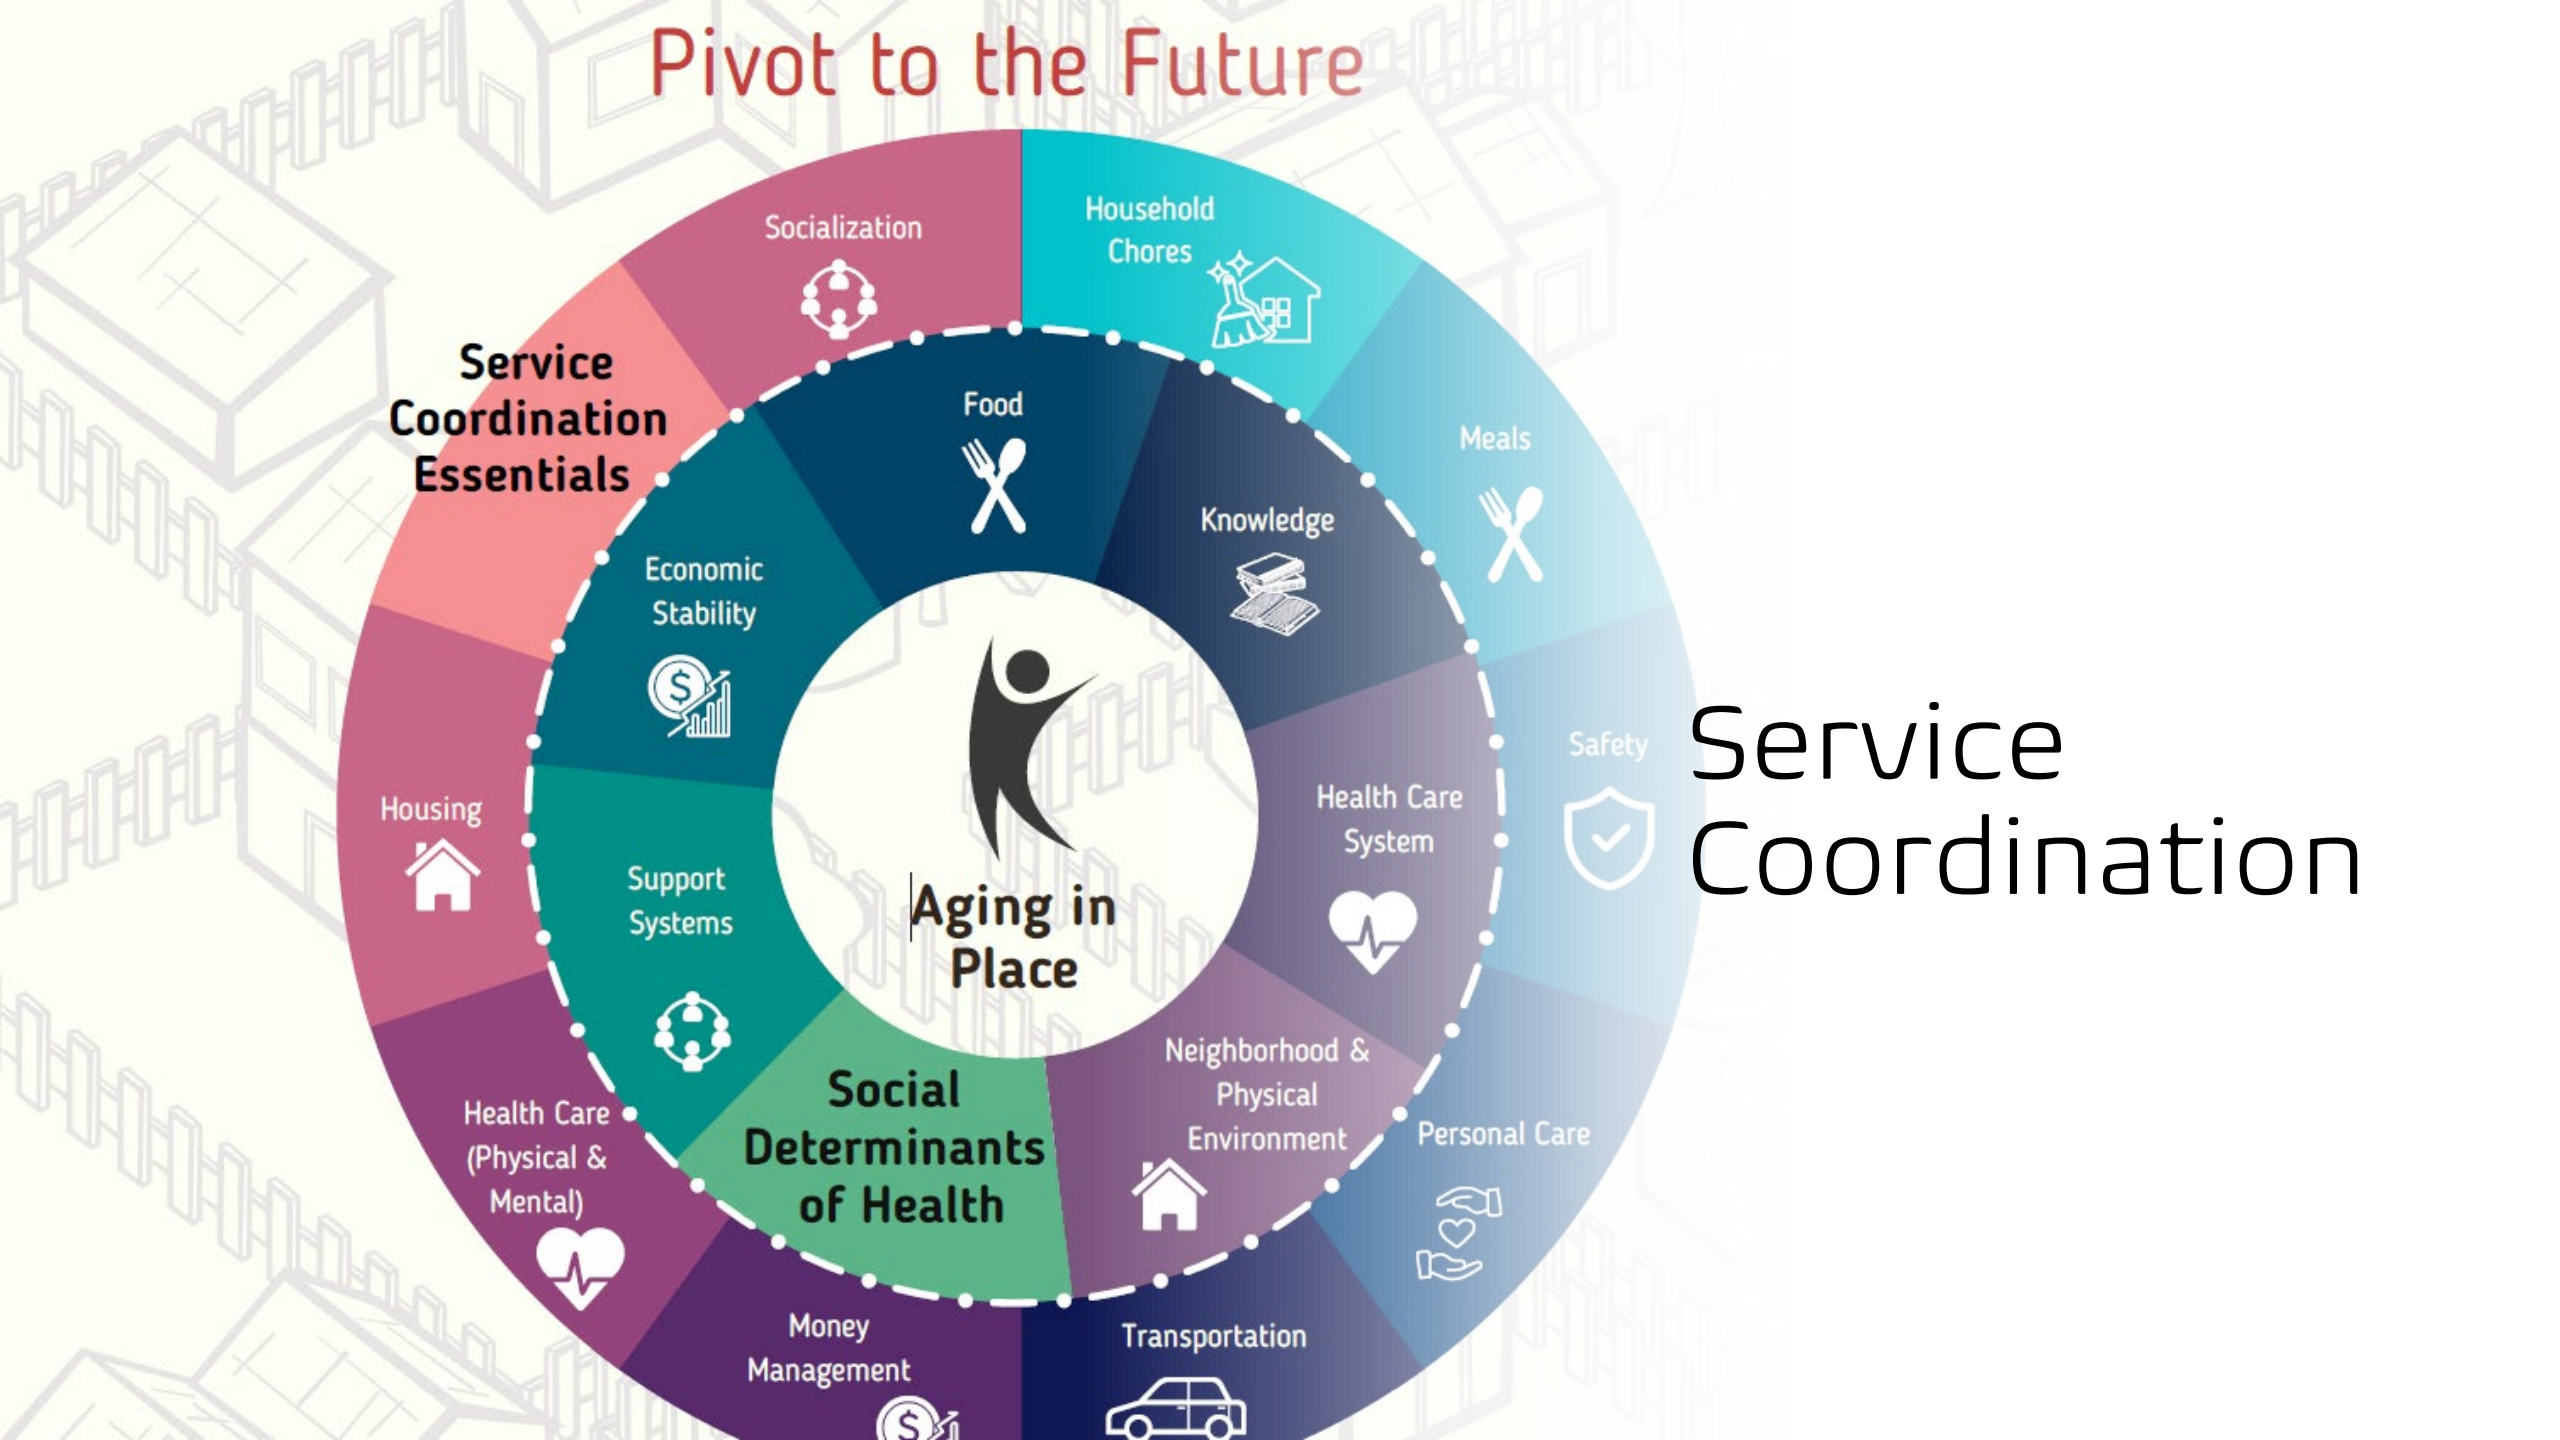 Pivot to the Future
Socialization
Household
Chores
Service
Coordination
Essentials
Food
Meals
Knowledge
Economic
Stability
Service
Coordination
Safety
Health Care
System
Housing
Support
Systems
Aging in
Place
Neighborhood &
Physical
Environment
Social
Determinants
of Health
Health Care
(Physical &
Mental)
Personal Care
Money
Management
Transportation
$
$